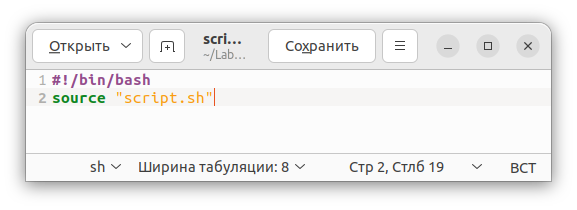 Открыть
scri...
~/Lab...
Сохранить
1 #!/bin/bash
2 source "script.sh"
sh
Ширина табуляции: 8
Стр 2, Стлб 19
ВСТ